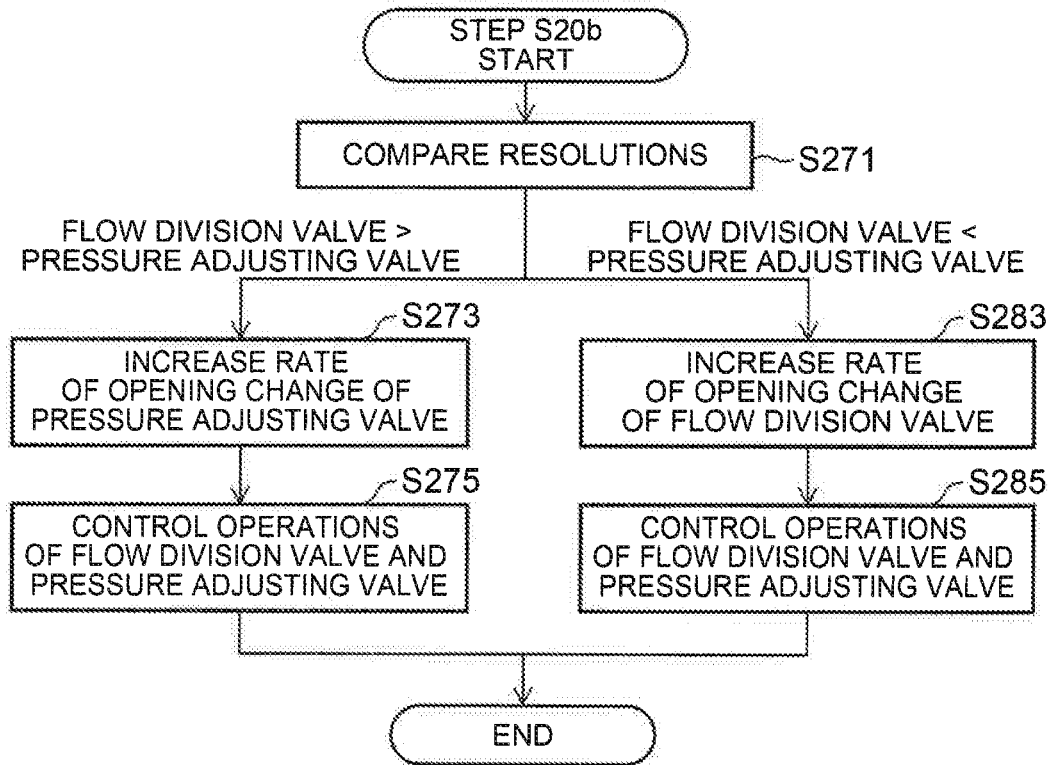 STEP S20b
START
COMPARE RESOLUTIONS
S271
FLOW DIVISION VALVE >
PRESSURE ADJUSTING VALVE
FLOW DIVISION VALVE <
PRESSURE ADJUSTING VALVE
S273
INCREASE RATE
OF OPENING CHANGE OF
PRESSURE ADJUSTING VALVE
S283
INCREASE RATE
OF OPENING CHANGE
OF FLOW DIVISION VALVE
S275
CONTROL OPERATIONS
OF FLOW DIVISION VALVE AND
PRESSURE ADJUSTING VALVE
S285
CONTROL OPERATIONS
OF FLOW DIVISION VALVE AND
PRESSURE ADJUSTING VALVE
END